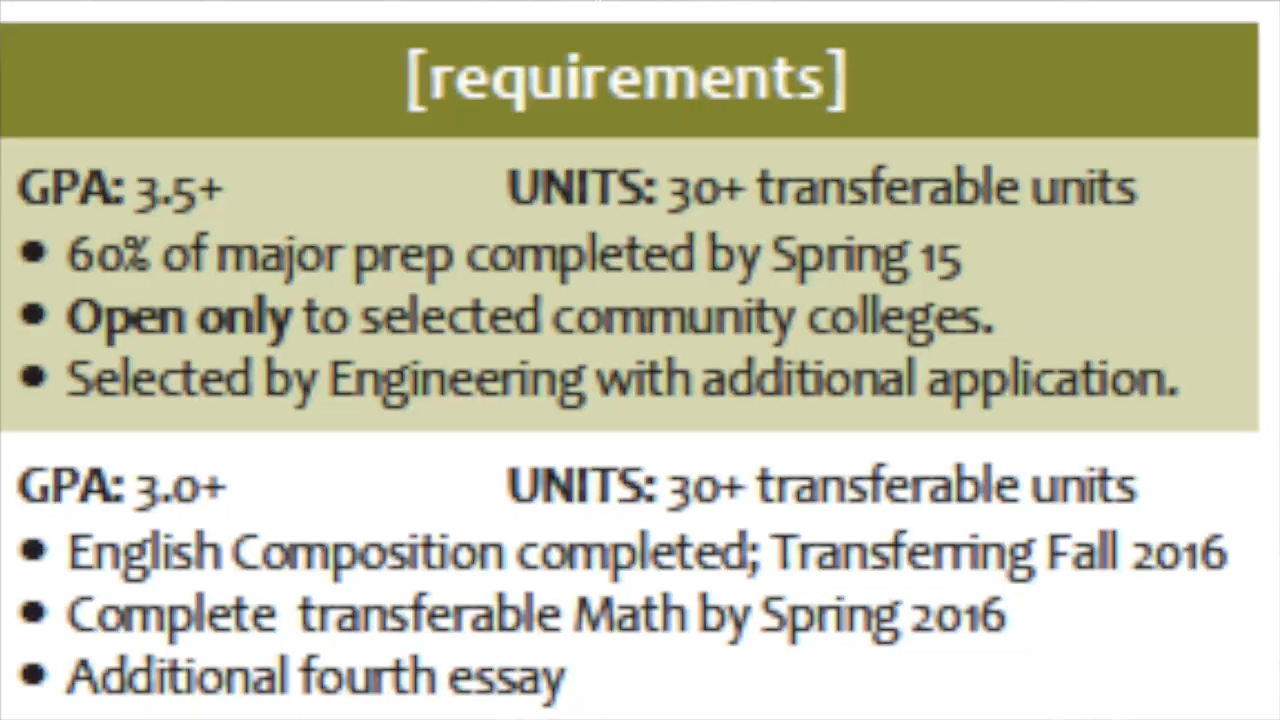 [requirements]
GPA: 3.5+ UNITS: 30+ transferable units
• 60% of major prep completed by Spring 15
• Open only to selected community colleges.
• Selected by Engineering with additional application.
GPA: 3.0+ UNITS: 30+ transferable units
• English Composition completed; Transferring Fall 2016
• Complete transferable Math by Spring 2016
• Additional fourth essay